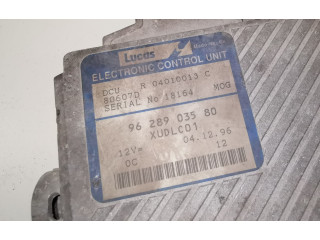 Lucas
ELECTRONIC CONTROL UNIT
DCU R 04010013 C
80607D MOG
SERIAL No 18164
96 289 035 80
XUDLC01
12V= 04.12.96
DC 12